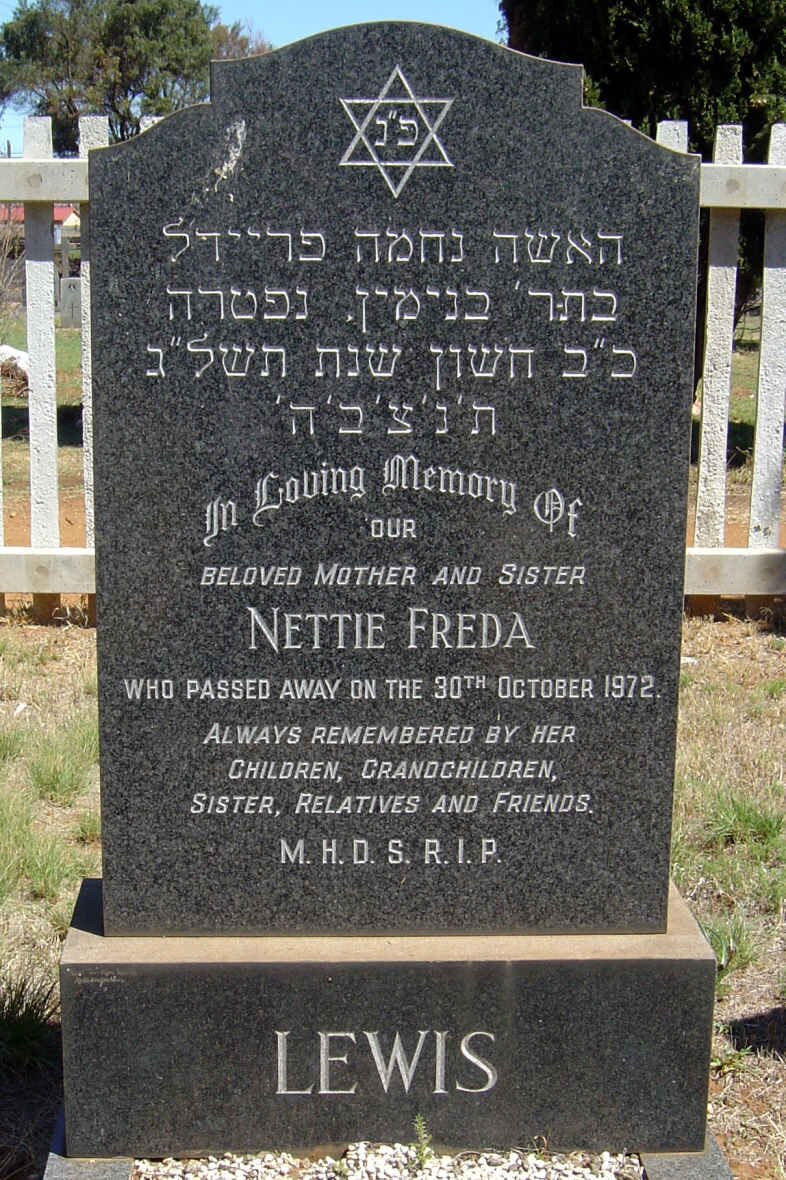 פ"נ
האשה נחמה פריידל
בתר' בנימין. נפטרה
כ"ב חשון שנת תשל"ג
ת'נ'צ'ב'ה'
In Loving Memory Of
OUR
BELOVED MOTHER AND SISTER
NETTIE FREDA
WHO PASSED AWAY ON THE 30TH OCTOBER 1972.
ALWAYS REMEMBERED BY HER
CHILDREN, GRANDCHILDREN,
SISTER, RELATIVES AND FRIENDS.
M.H.D.S.R.I.P.
LEWIS